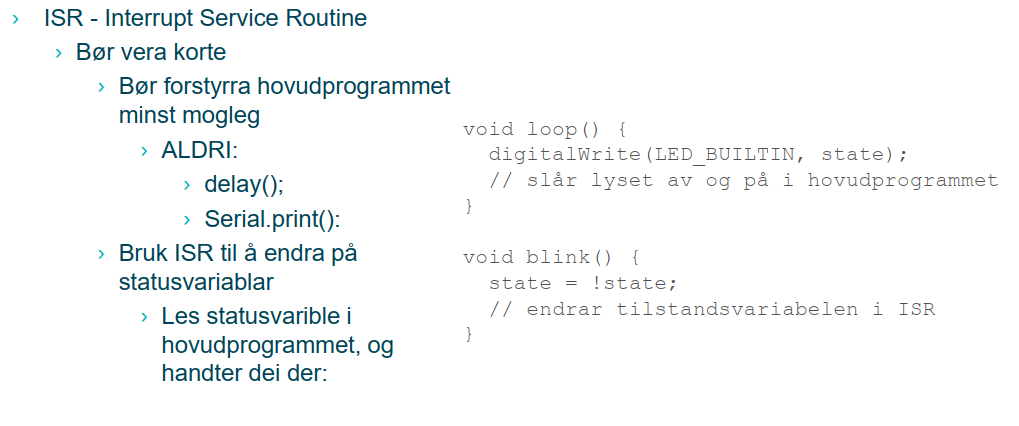 › ISR - Interrupt Service Routine
› Bør vera korte
› Bør forstyrra hovudprogrammet
minst mogleg
› ALDRI:
› delay();
› Serial.print():
› Bruk ISR til å endra på
statusvariablar
› Les statusvarible i
hovudprogrammet, og
handter dei der:
void loop() {
  digitalWrite(LED_BUILTIN, state);
  // slår lyset av og på i hovudprogrammet
}
void blink() {
  state = !state;
  // endrar tilstandsvariabelen i ISR
}